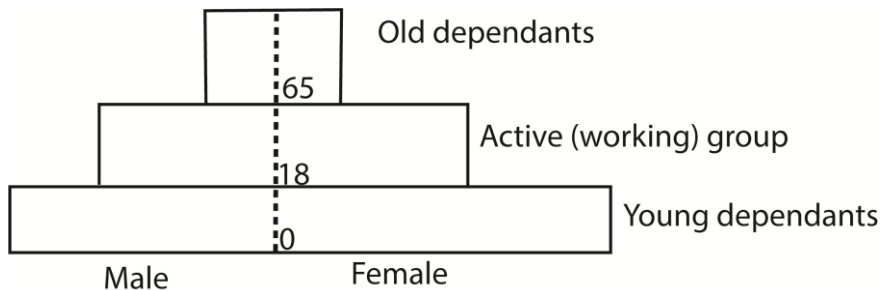 Old dependants
65
Active (working) group
18
Young dependants
0
Male Female